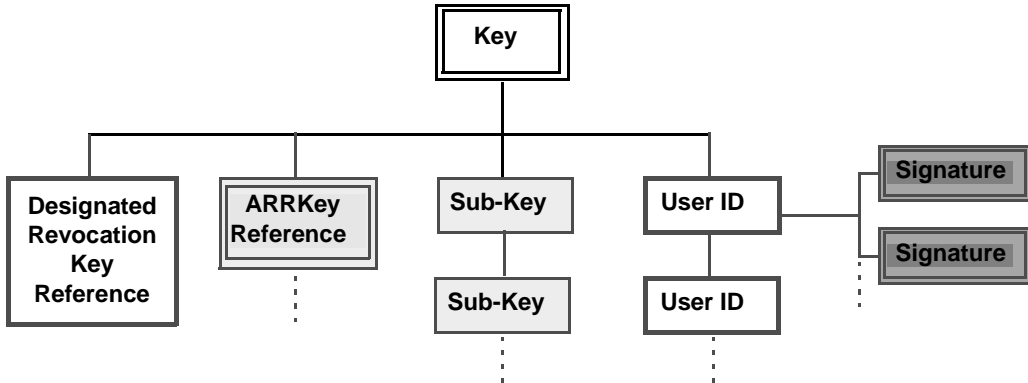 Key
Designated
Revocation
Key
Reference
ARRKey
Reference
Sub-Key
Sub-Key
User ID
User ID
Signature
Signature